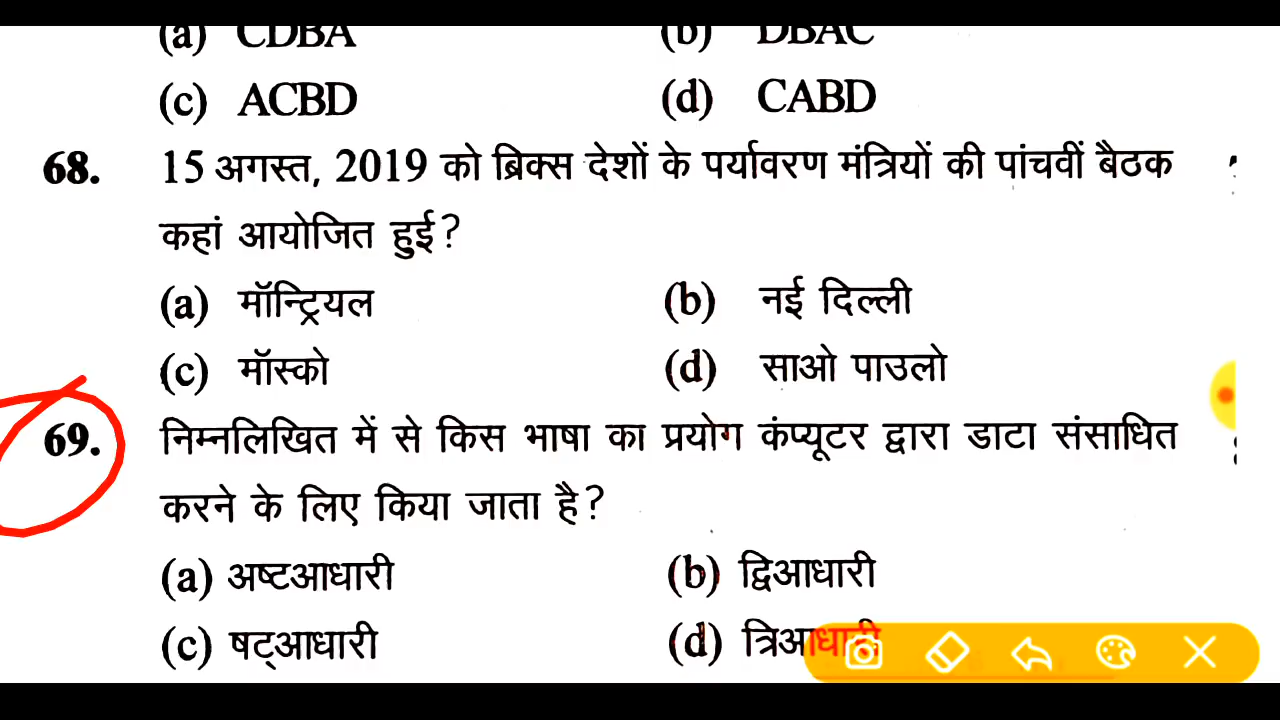 (a) CDBA (b) DBAC
(c) ACBD (d) CABD
68. 15 अगस्त, 2019 को ब्रिक्स देशों के पर्यावरण मंत्रियों की पांचवीं बैठक
कहां आयोजित हुई?
(a) मॉन्ट्रियल (b) नई दिल्ली
(c) मॉस्को (d) साओ पाउलो
69. निम्नलिखित में से किस भाषा का प्रयोग कंप्यूटर द्वारा डाटा संसाधित
करने के लिए किया जाता है?
(a) अष्टआधारी (b) द्विआधारी
(c) षट्आधारी (d) त्रिआधारी